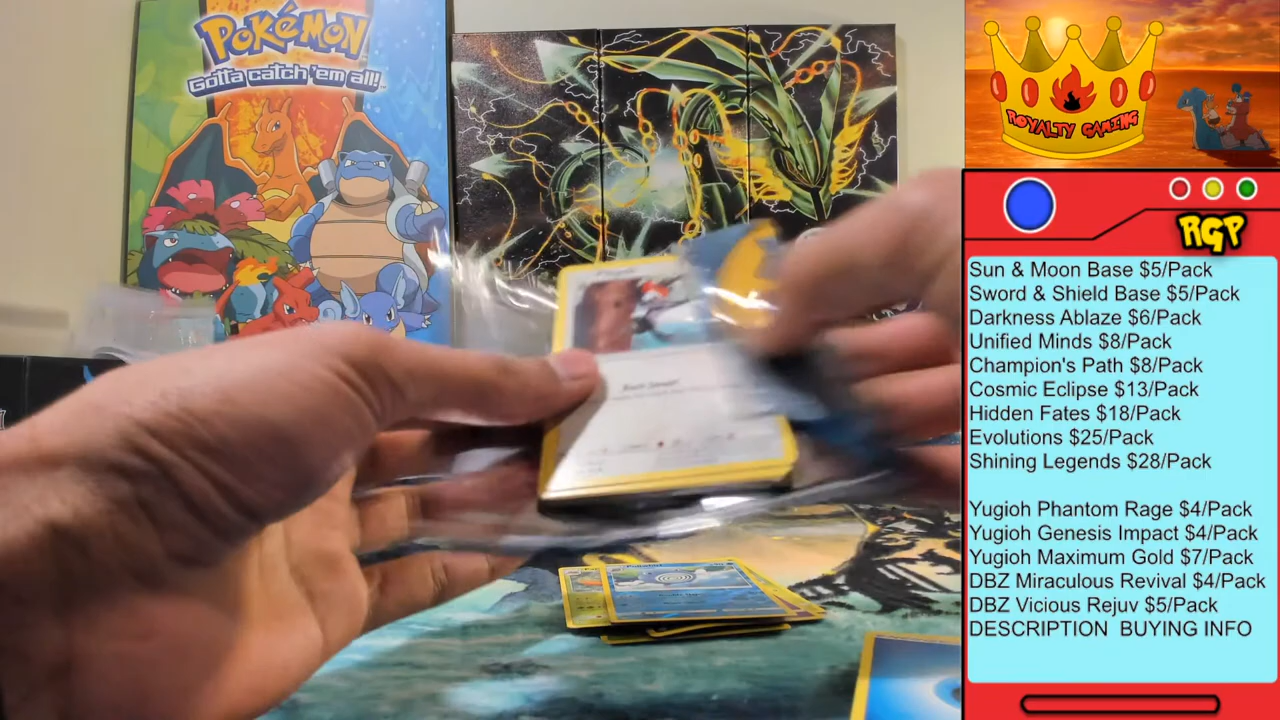 POKéMON
Gotta catch 'em all!
ROYALTY GAMING
RGP
Sun & Moon Base $5/Pack
Sword & Shield Base $5/Pack
Darkness Ablaze $6/Pack
Unified Minds $8/Pack
Champion's Path $8/Pack
Cosmic Eclipse $13/Pack
Hidden Fates $18/Pack
Evolutions $25/Pack
Shining Legends $28/Pack
Yugioh Phantom Rage $4/Pack
Yugioh Genesis Impact $4/Pack
Yugioh Maximum Gold $7/Pack
DBZ Miraculous Revival $4/Pack
DBZ Vicious Rejuv $5/Pack
DESCRIPTION BUYING INFO